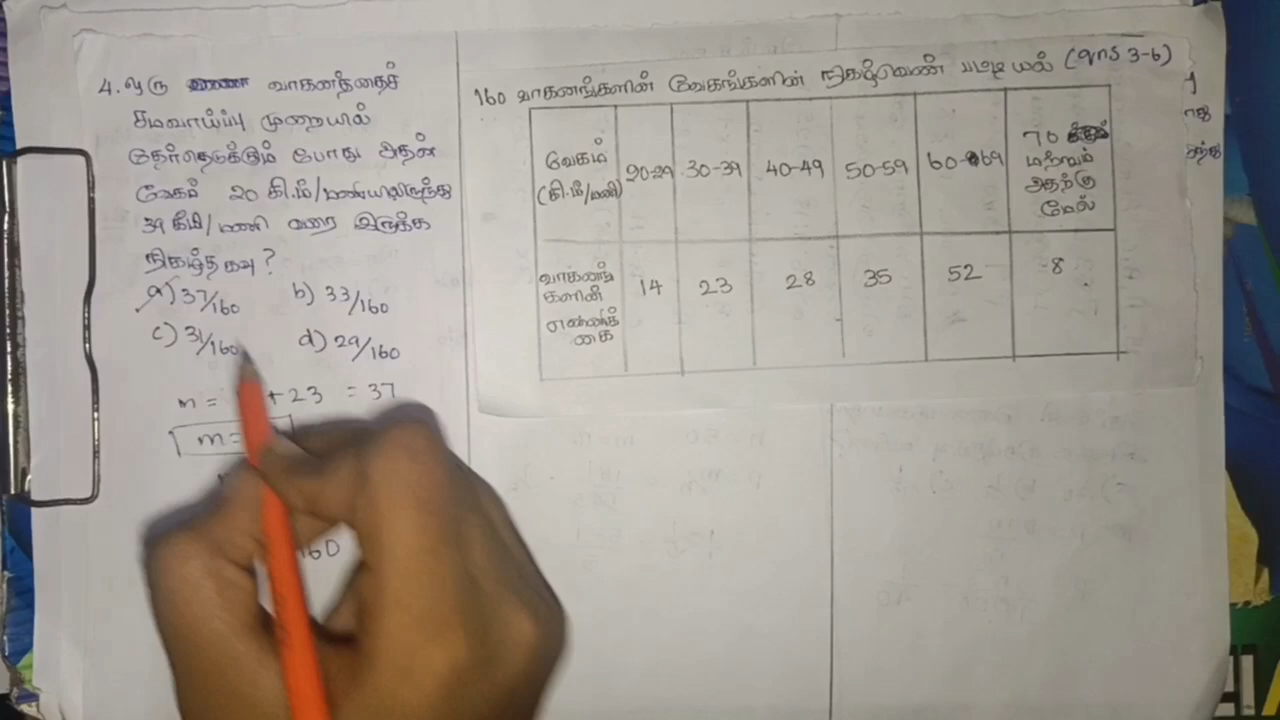 4. ஒரு வாகனத்தைச்
சமவாய்ப்பு முறையில்
தேர்தெடுக்கும் போது அதன்
வேகம் 20 கி.மீ/மணியிலிருந்து
39 கிமீ/மணி வரை இருக்க
நிகழ்தகவு?
a) 37/160 b) 33/160
c) 31/160 d) 29/160
m = + 23 = 37
m =
160
160 வாகனங்களின் வேகங்களின் நிகழ்வெண் பட்டியல் (qns 3-6)
வேகம் (கி.மீ/மணி) 20-29 30-39 40-49 50-59 60-69 70 மற்றும் அதற்கு மேல்
வாகனங்களின் எண்ணிக்கை 14 23 28 35 52 8